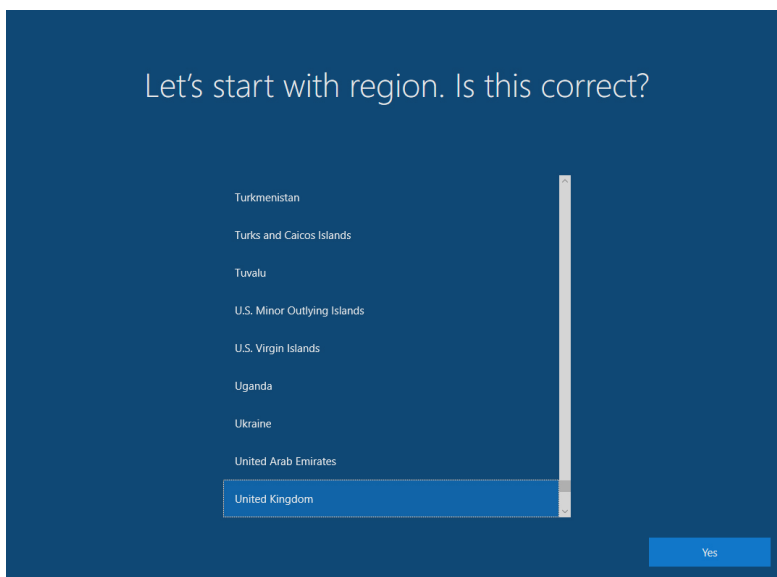 Let's start with region. Is this correct?
Turkmenistan
Turks and Caicos Islands
Tuvalu
U.S. Minor Outlying Islands
U.S. Virgin Islands
Uganda
Ukraine
United Arab Emirates
United Kingdom
Yes